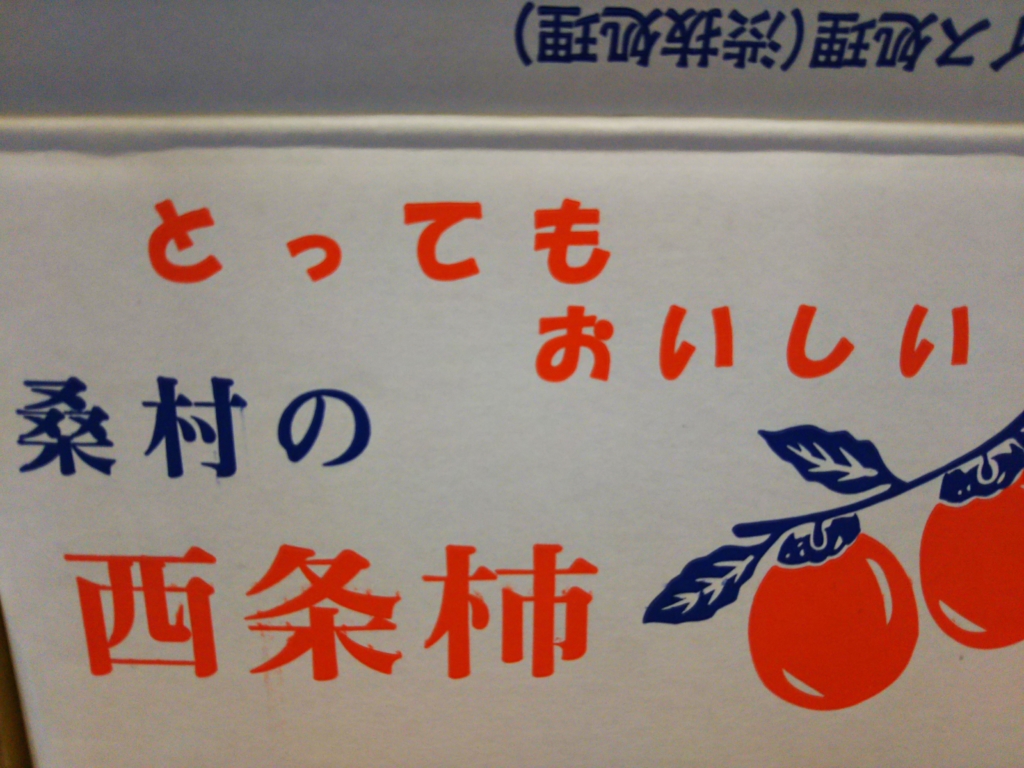 イス処理(渋抜処理)
とっても
おいしい
桑村の
西条柿